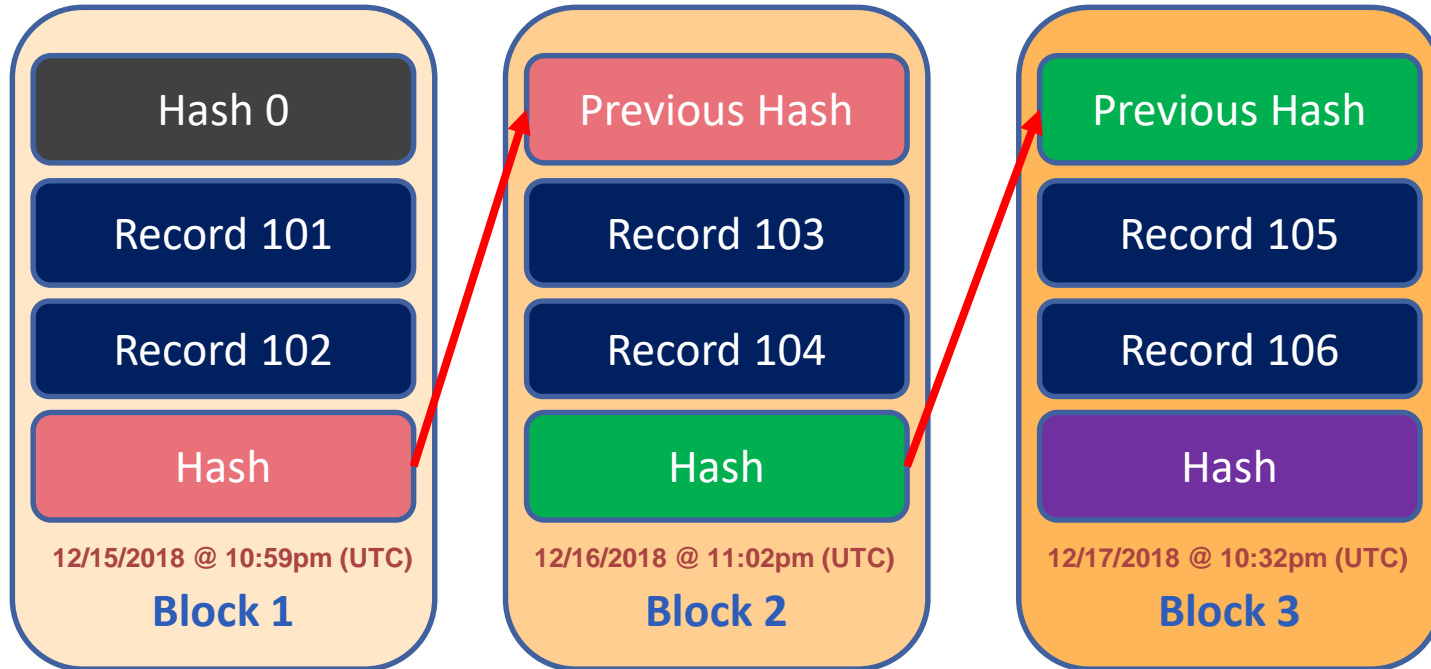 Hash 0
Record 101
Record 102
Hash
12/15/2018 @ 10:59pm (UTC)
Block 1
Previous Hash
Record 103
Record 104
Hash
12/16/2018 @ 11:02pm (UTC)
Block 2
Previous Hash
Record 105
Record 106
Hash
12/17/2018 @ 10:32pm (UTC)
Block 3